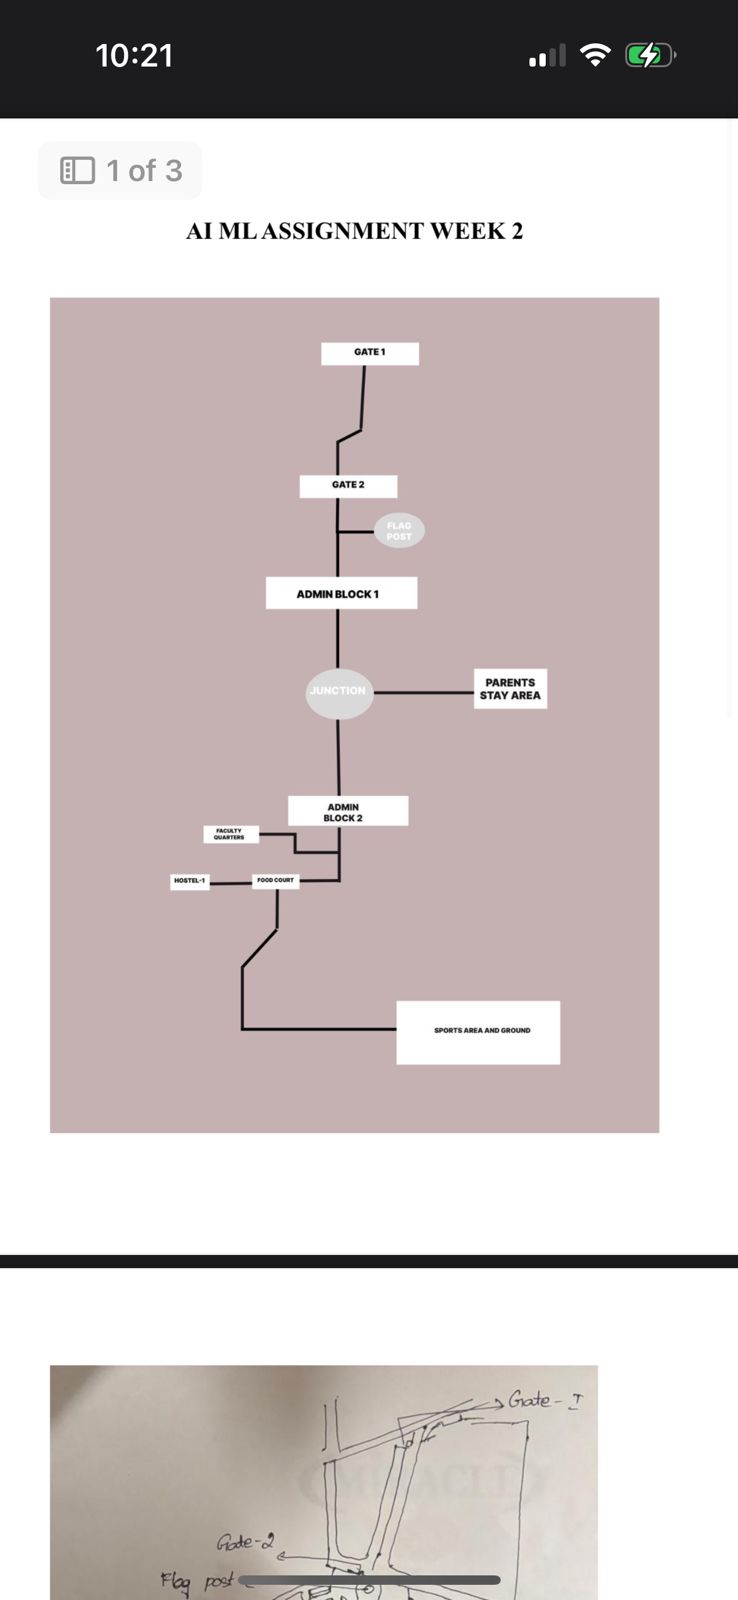 10:21
1 of 3
AI ML ASSIGNMENT WEEK 2
GATE 1
GATE 2
FLAG
POST
ADMIN BLOCK 1
JUNCTION
PARENTS
STAY AREA
ADMIN
BLOCK 2
FACULTY
QUARTERS
HOSTEL-1
FOOD COURT
SPORTS AREA AND GROUND
Gate-I
Gate-2
Flag post